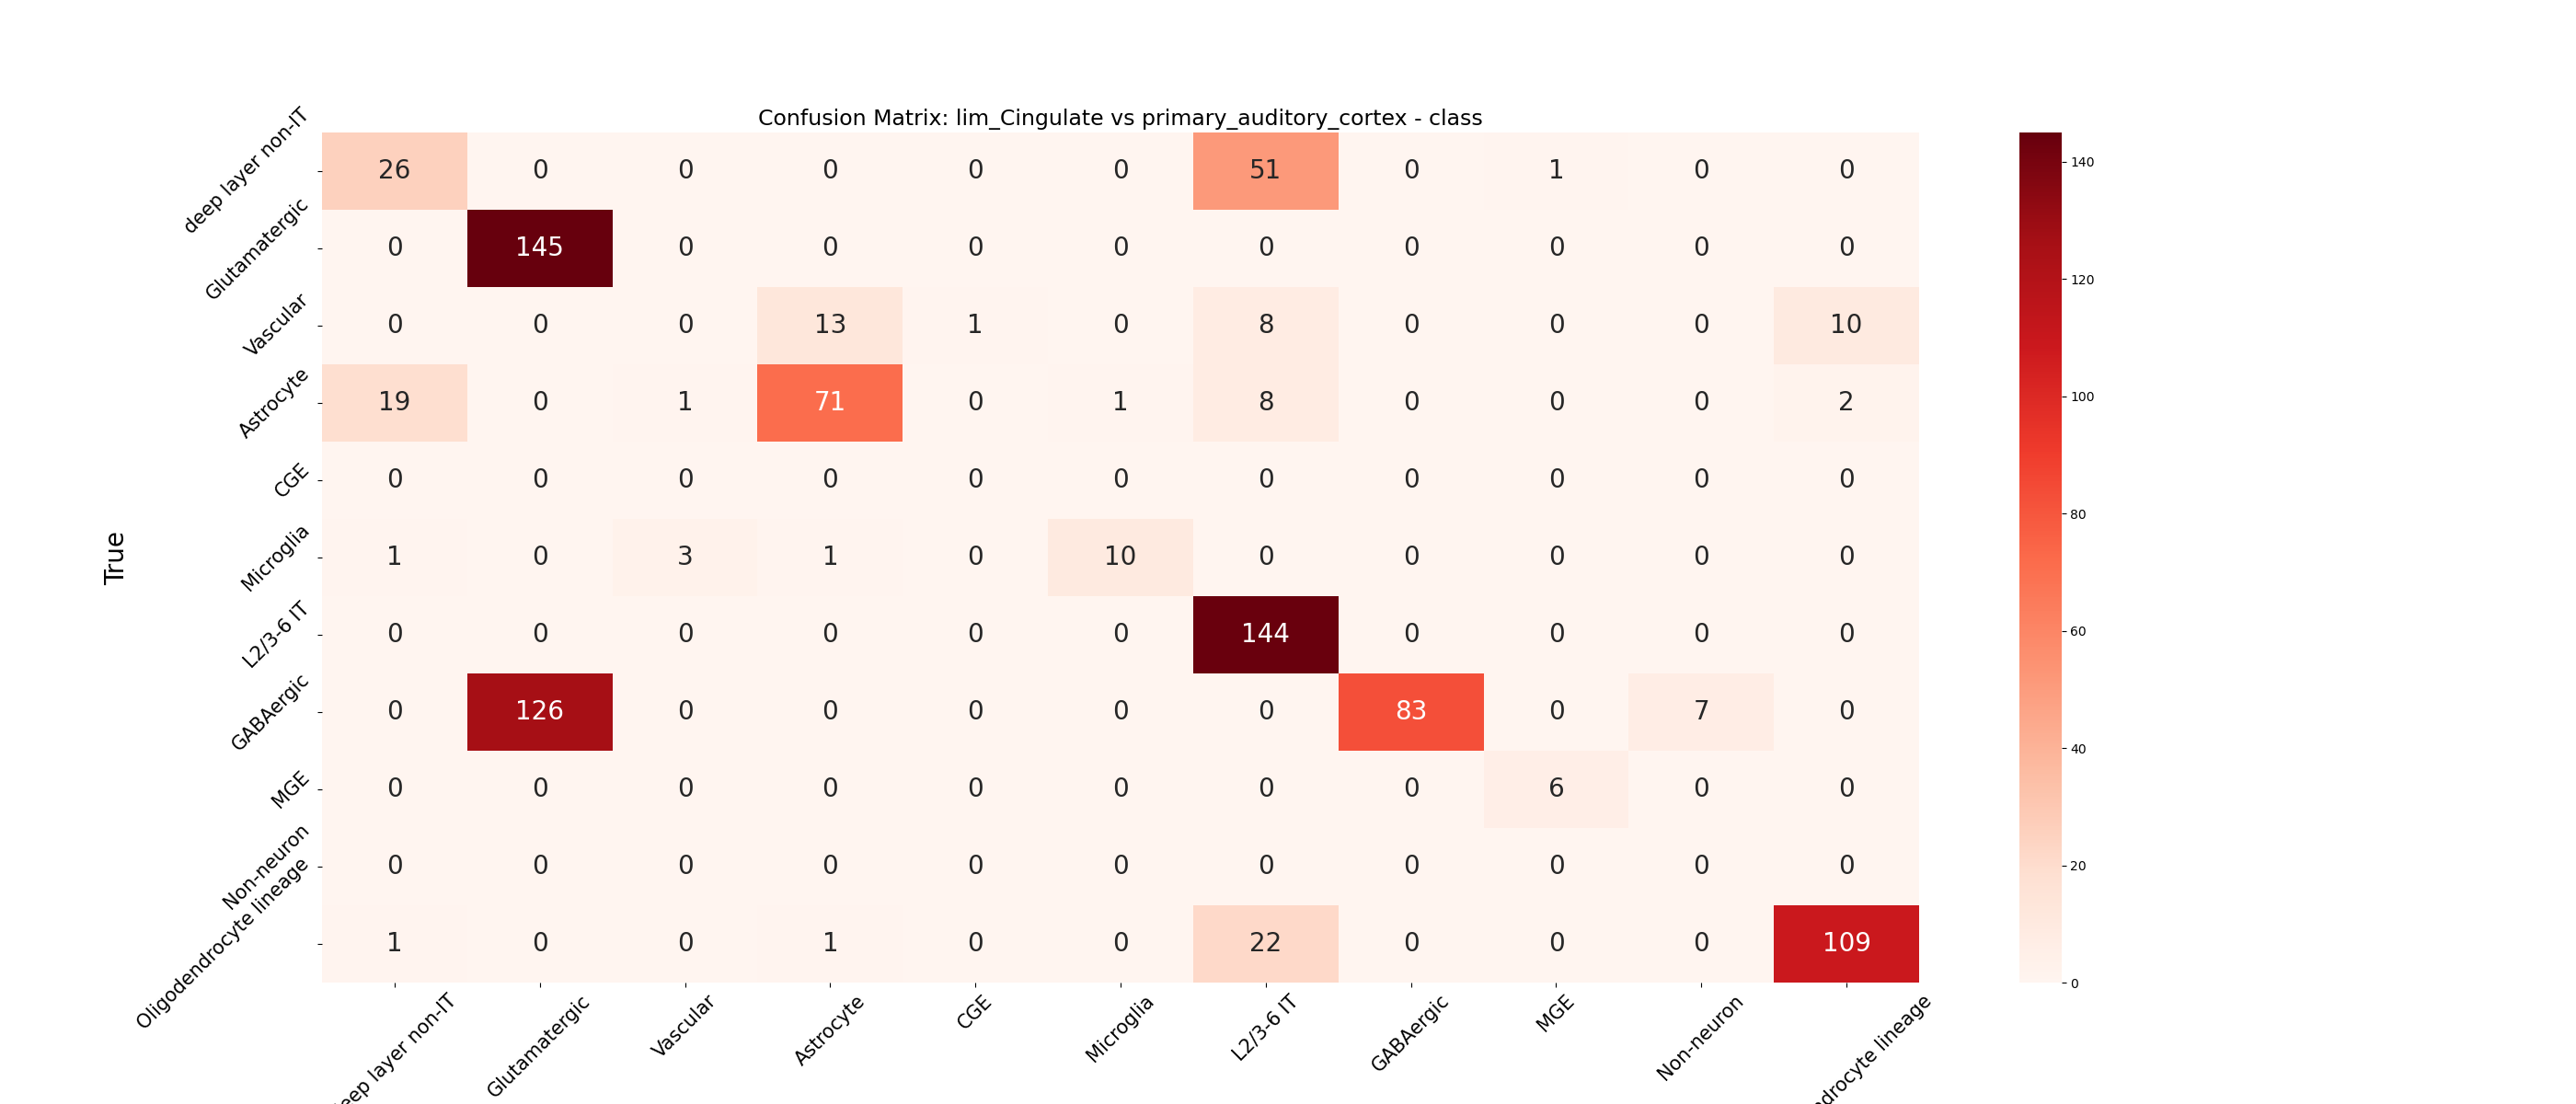 Confusion Matrix: lim_Cingulate vs primary_auditory_cortex - class
True
deep layer non-IT 26 0 0 0 0 0 51 0 1 0 0
Glutamatergic 0 145 0 0 0 0 0 0 0 0 0
Vascular 0 0 0 13 1 0 8 0 0 0 10
Astrocyte 19 0 1 71 0 1 8 0 0 0 2
CGE 0 0 0 0 0 0 0 0 0 0 0
Microglia 1 0 3 1 0 10 0 0 0 0 0
L2/3-6 IT 0 0 0 0 0 0 144 0 0 0 0
GABAergic 0 126 0 0 0 0 0 83 0 7 0
MGE 0 0 0 0 0 0 0 0 6 0 0
Non-neuron 0 0 0 0 0 0 0 0 0 0 0
Oligodendrocyte lineage 1 0 0 1 0 0 22 0 0 0 109
layer non-IT Glutamatergic Vascular Astrocyte CGE Microglia L2/3-6 IT GABAergic MGE Non-neuron lineage
140
120
100
80
60
40
20
0